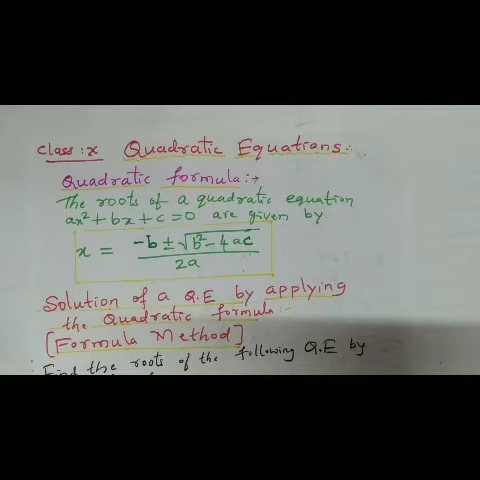 Class : X Quadratic Equations :
Quadratic formula :→
The roots of a quadratic equation
ax² + bx + c = 0 are given by
x = -b ± √b² - 4ac / 2a
Solution of a Q.E by applying
the Quadratic formula :-
[Formula Method]
Find the roots of the following Q.E by